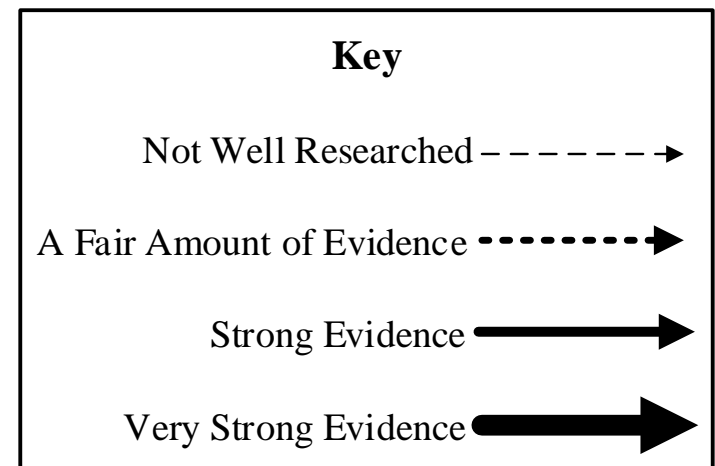 Key
Not Well Researched
A Fair Amount of Evidence
Strong Evidence
Very Strong Evidence